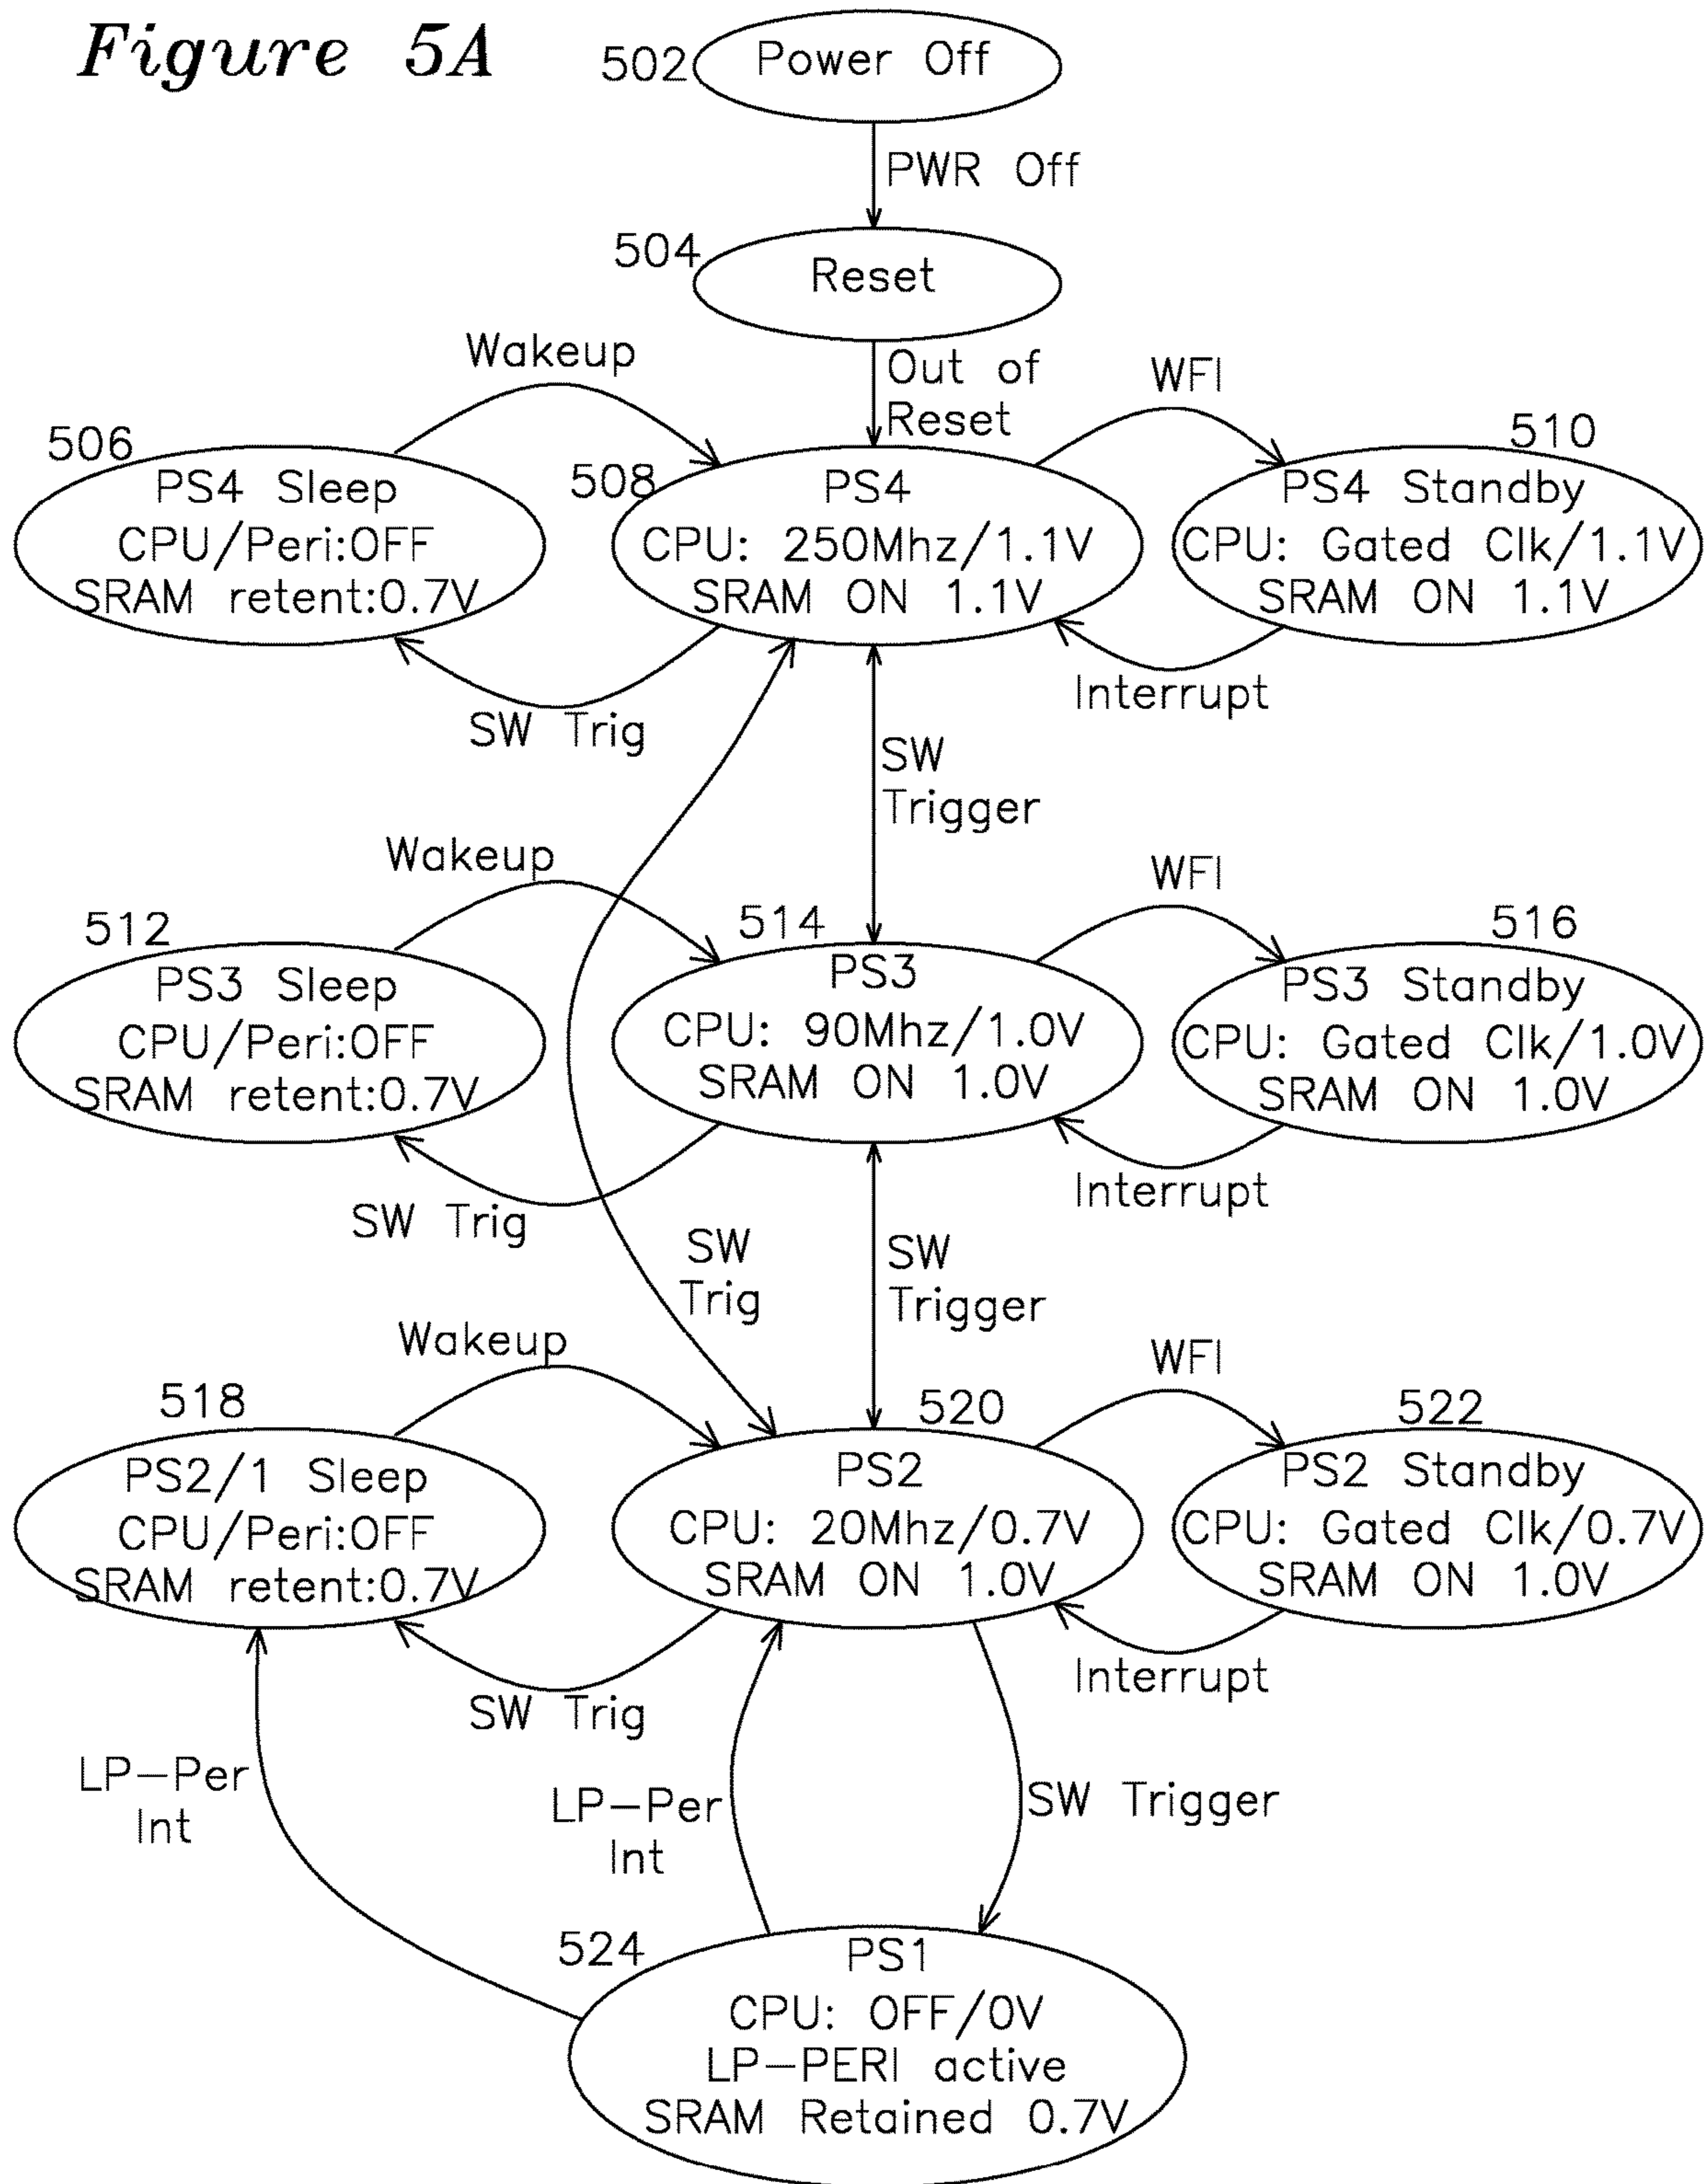 Figure 5A
502
Power Off
PWR Off
504
Reset
Out of
Reset
Wakeup
WFI
506
PS4 Sleep
CPU/Peri:OFF
SRAM retent:0.7V
508
PS4
CPU: 250Mhz/1.1V
SRAM ON 1.1V
510
PS4 Standby
CPU: Gated Clk/1.1V
SRAM ON 1.1V
SW Trig
Interrupt
SW
Trigger
Wakeup
WFI
512
PS3 Sleep
CPU/Peri:OFF
SRAM retent:0.7V
514
PS3
CPU: 90Mhz/1.0V
SRAM ON 1.0V
516
PS3 Standby
CPU: Gated Clk/1.0V
SRAM ON 1.0V
SW Trig
Interrupt
SW
Trig
SW
Trigger
Wakeup
WFI
518
PS2/1 Sleep
CPU/Peri:OFF
SRAM retent:0.7V
520
PS2
CPU: 20Mhz/0.7V
SRAM ON 1.0V
522
PS2 Standby
CPU: Gated Clk/0.7V
SRAM ON 1.0V
SW Trig
Interrupt
LP-Per
Int
LP-Per
Int
SW Trigger
524
PS1
CPU: OFF/0V
LP-PERI active
SRAM Retained 0.7V